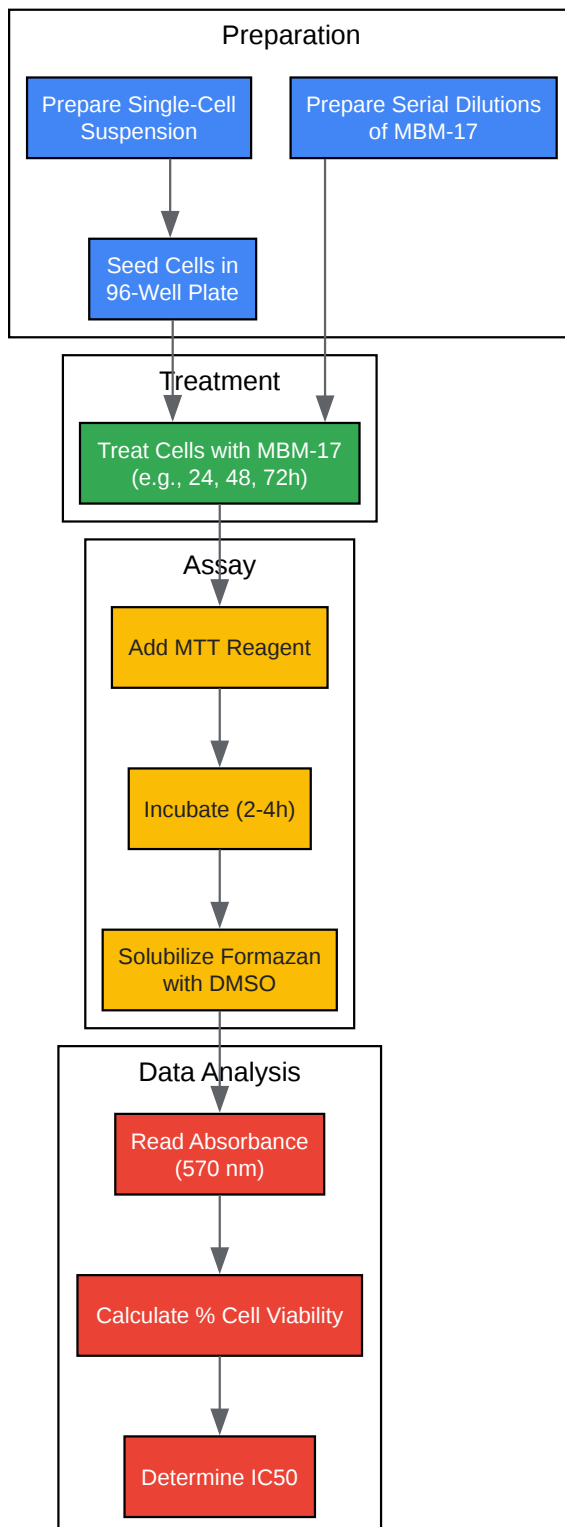 Preparation
Prepare Single-Cell
Suspension
Prepare Serial Dilutions
of MBM-17
Seed Cells in
96-Well Plate
Treatment
Treat Cells with MBM-17
(e.g., 24, 48, 72h)
Assay
Add MTT Reagent
Incubate (2-4h)
Solubilize Formazan
with DMSO
Data Analysis
Read Absorbance
(570 nm)
Calculate % Cell Viability
Determine IC50